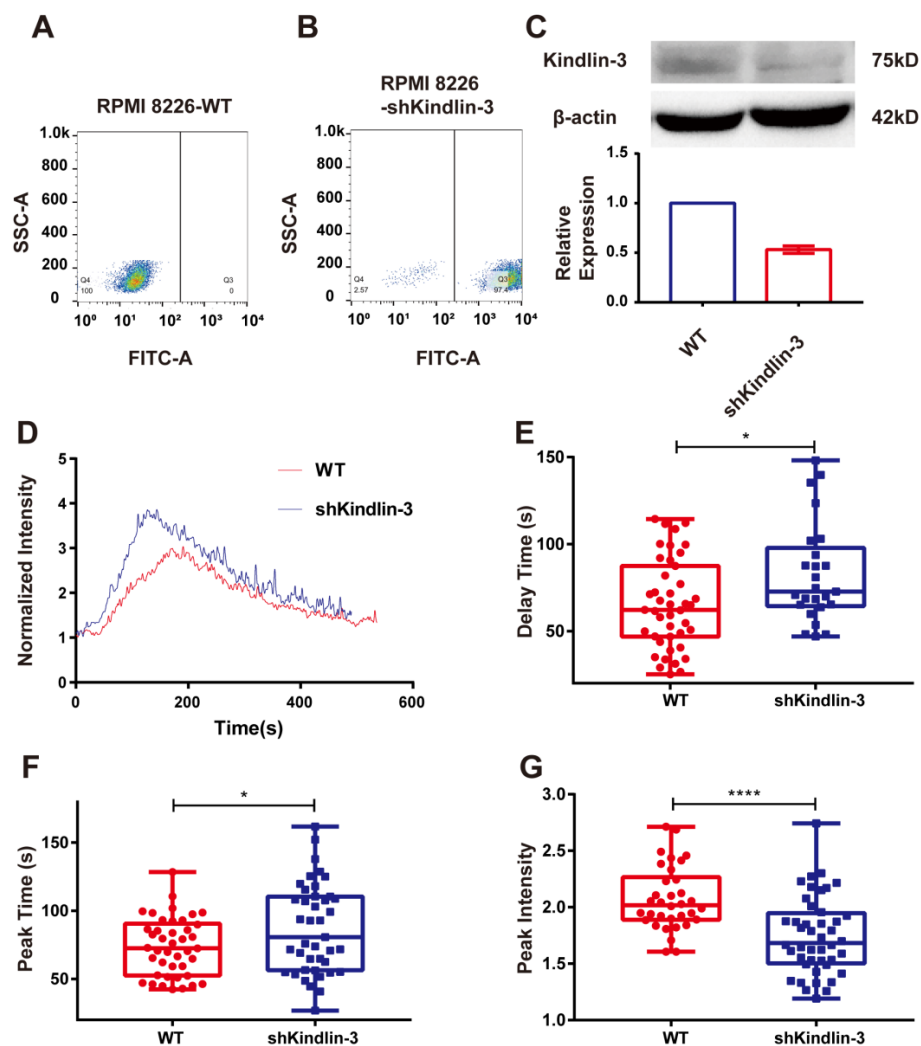 A
RPMI 8226-WT
1.0k
800
600
400
200
0
SSC-A
Q4
100
Q3
0
10⁰ 10¹ 10² 10³ 10⁴
FITC-A
B
RPMI 8226
-shKindlin-3
1.0k
800
600
400
200
0
SSC-A
Q4
2.57
Q3
97.4
10⁰ 10¹ 10² 10³ 10⁴
FITC-A
C
Kindlin-3 75kD
β-actin 42kD
1.5
1.0
0.5
0.0
Relative
Expression
WT
shKindlin-3
D
5
4
3
2
1
0
Normalized Intensity
WT
shKindlin-3
0 200 400 600
Time(s)
E
*
150
100
50
Delay Time (s)
WT shKindlin-3
F
*
150
100
50
Peak Time (s)
WT shKindlin-3
G
****
3.0
2.5
2.0
1.5
1.0
Peak Intensity
WT shKindlin-3